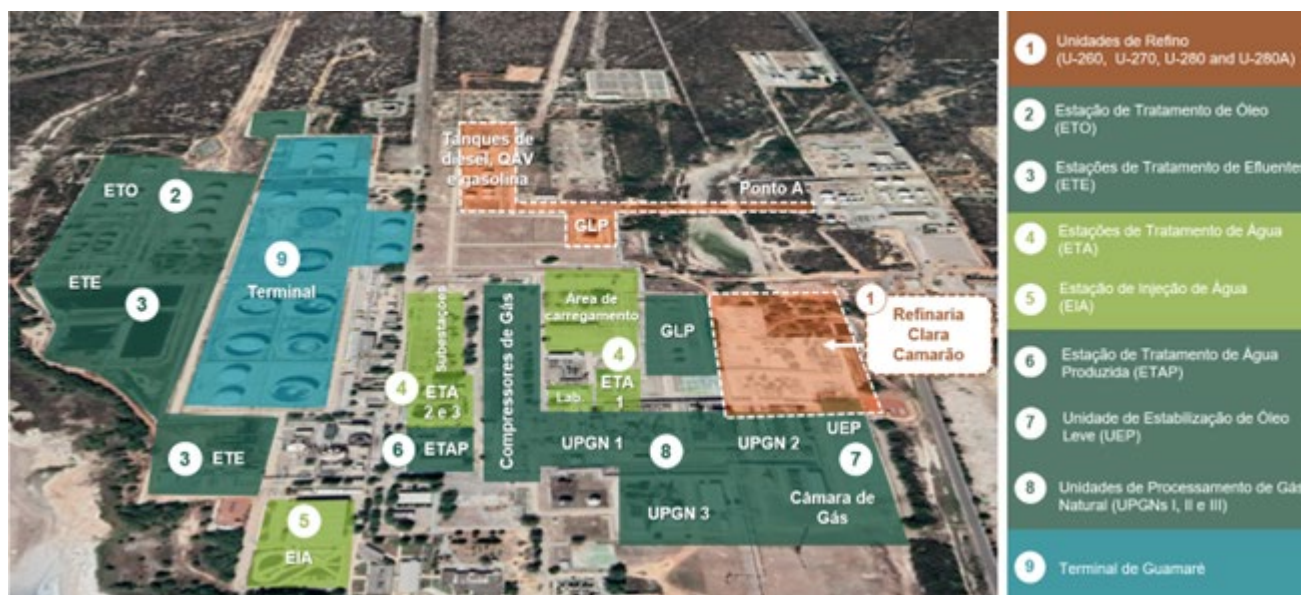 Tanques de
diesel, QAV
e gasolina
Ponto A
GLP
ETO
2
ETE
3
9
Terminal
Subestações
Compressores de Gás
Área de
carregamento
GLP
1
Refinaria
Clara
Camarão
4
ETA
2 e 3
4
ETA
1
Lab.
6
ETAP
3
ETE
UPGN 1
8
UPGN 2
UEP
7
UPGN 3
Câmara de
Gás
5
EIA
1
Unidades de Refino
(U-260, U-270, U-280 and U-280A)
2
Estação de Tratamento de Óleo
(ETO)
3
Estações de Tratamento de Efluentes
(ETE)
4
Estações de Tratamento de Água
(ETA)
5
Estação de Injeção de Água
(EIA)
6
Estação de Tratamento de Água
Produzida (ETAP)
7
Unidade de Estabilização de Óleo
Leve (UEP)
8
Unidades de Processamento de Gás
Natural (UPGNs I, II e III)
9
Terminal de Guamaré